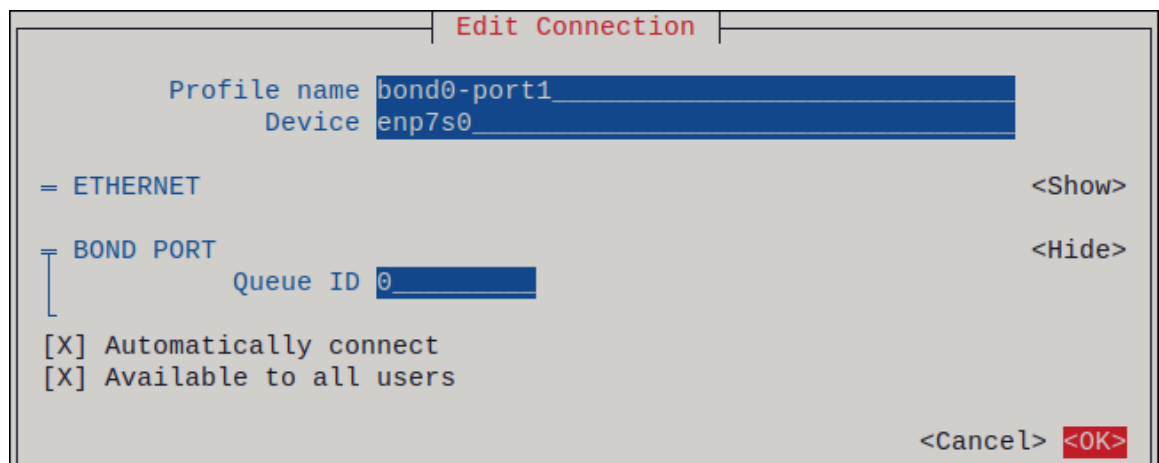 Edit Connection
Profile name bond0-port1
Device enp7s0
= ETHERNET <Show>
BOND PORT <Hide>
Queue ID 0
[X] Automatically connect
[X] Available to all users
<Cancel> <OK>